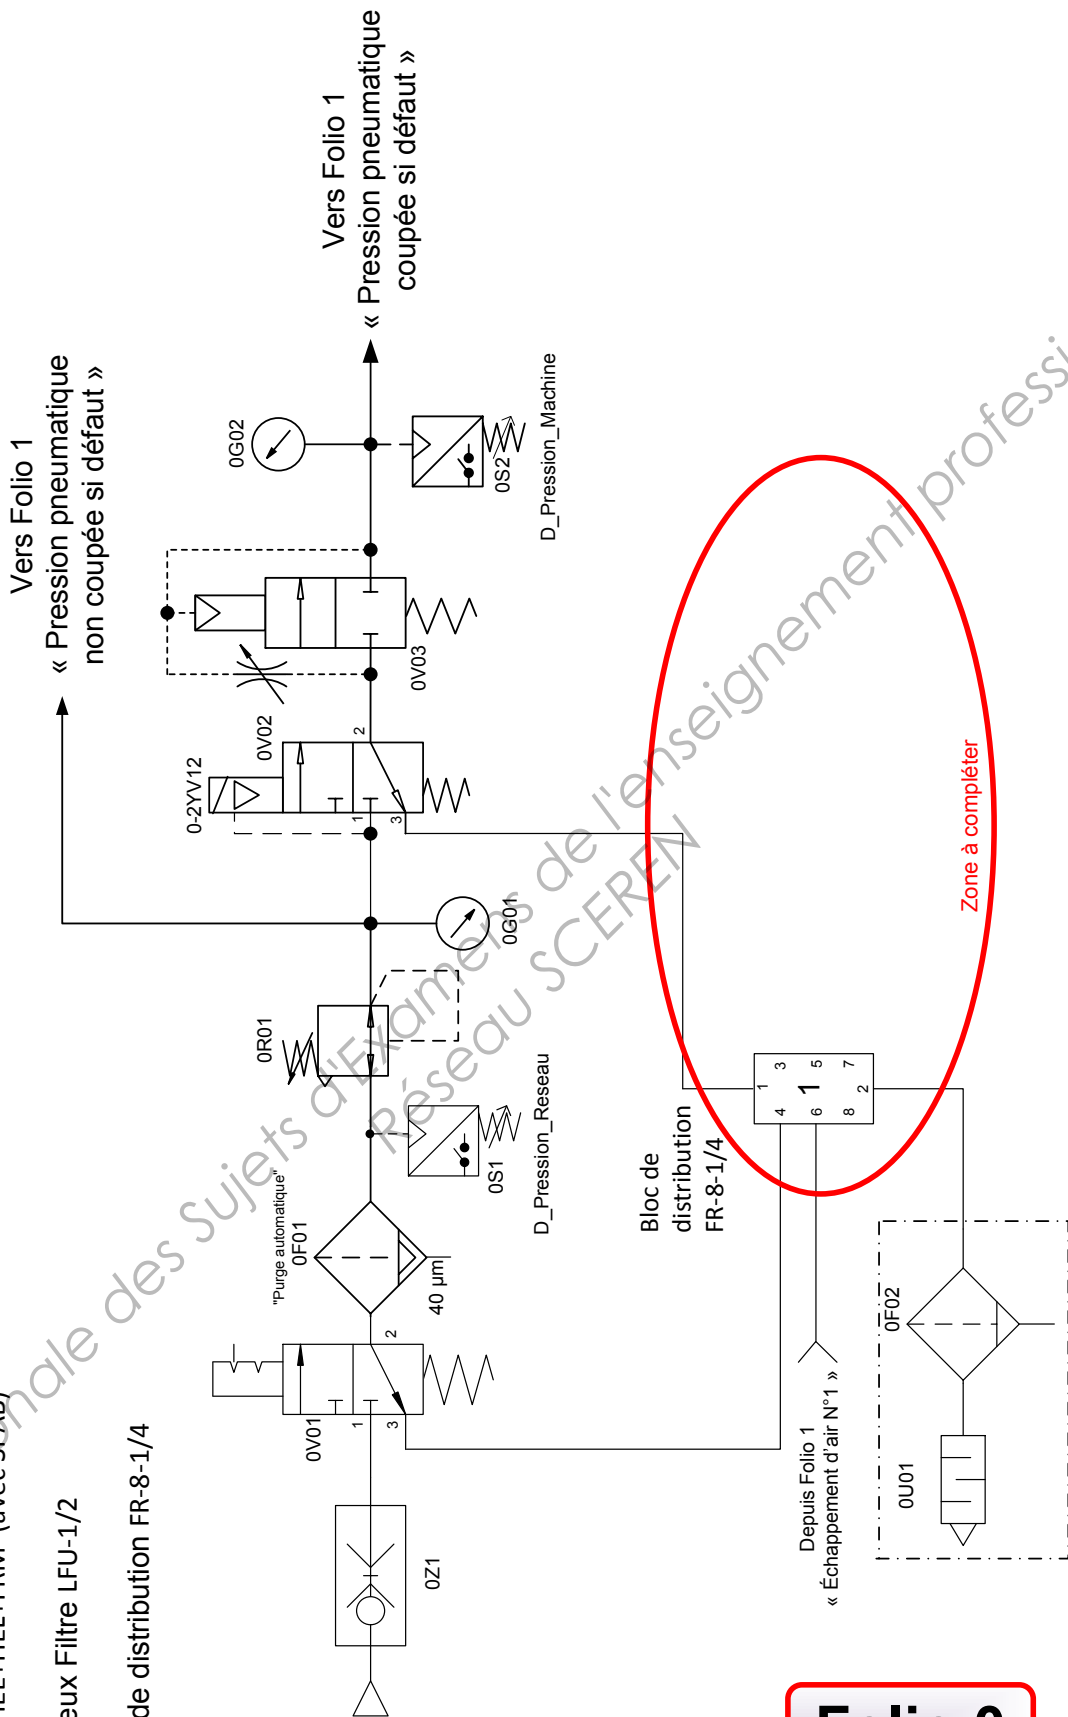 Vers Folio 1
« Pression pneumatique
non coupée si défaut »
Vers Folio 1
« Pression pneumatique
coupée si défaut »
0G02
0S2
D_Pression_Machine
0V03
0V02
0-2YV12
1
2
3
0G01
0R01
0S1
D_Pression_Reseau
"Purge automatique"
0F01
40 µm
0V01
1
2
3
0Z1
Bloc de
distribution
FR-8-1/4
1
3
5
7
4
6
8
2
1
Zone à compléter
Depuis Folio 1
« Échappement d'air N°1 »
0F02
0U01
(avec SFAB)
eux Filtre LFU-1/2
de distribution FR-8-1/4
onale des Sujets d'Examens de l'enseignement professi
Réseau SCEREN